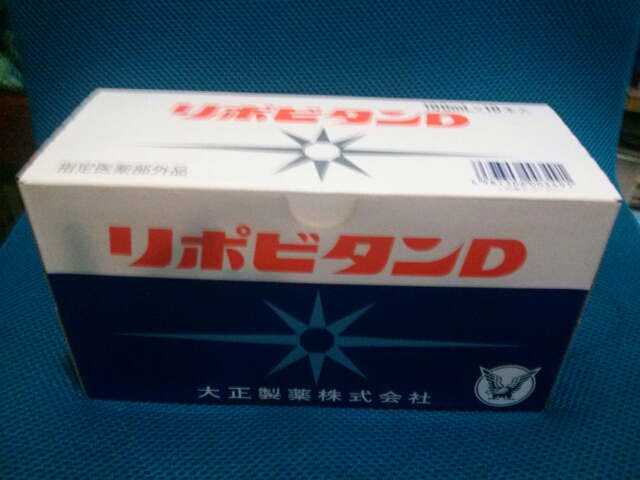 100mL×10本入
リポビタンD
指定医薬部外品
リポビタンD
大正製薬株式会社